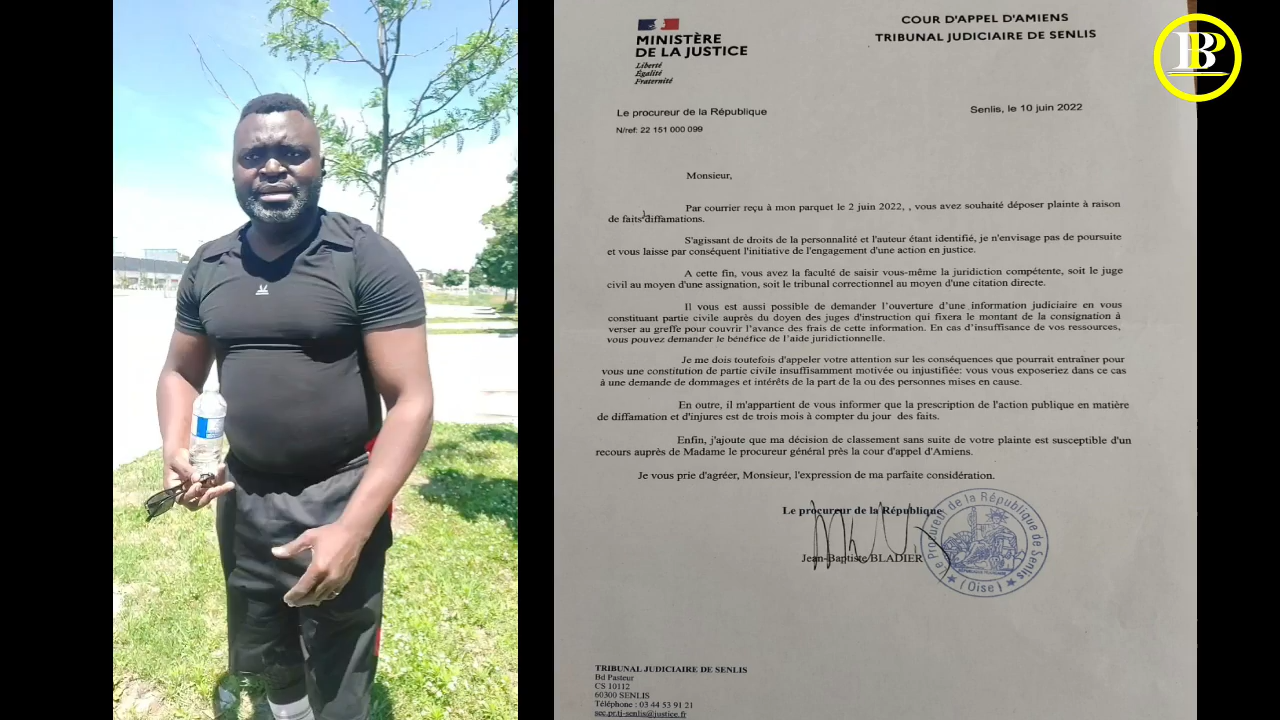 MINISTÈRE
DE LA JUSTICE
Liberté
Égalité
Fraternité
COUR D'APPEL D'AMIENS
TRIBUNAL JUDICIAIRE DE SENLIS
BP
Le procureur de la République
N/ref: 22 151 000 099
Senlis, le 10 juin 2022
Monsieur,
Par courrier reçu à mon parquet le 2 juin 2022, , vous avez souhaité déposer plainte à raison
de faits diffamations.
S'agissant de droits de la personnalité et l'auteur étant identifié, je n'envisage pas de poursuite
et vous laisse par conséquent l'initiative de l'engagement d'une action en justice.
A cette fin, vous avez la faculté de saisir vous-même la juridiction compétente, soit le juge
civil au moyen d'une assignation, soit le tribunal correctionnel au moyen d'une citation directe.
Il vous est aussi possible de demander l'ouverture d'une information judiciaire en vous
constituant partie civile auprès du doyen des juges d'instruction qui fixera le montant de la consignation à
verser au greffe pour couvrir l'avance des frais de cette information. En cas d'insuffisance de vos ressources,
vous pouvez demander le bénéfice de l'aide juridictionnelle.
Je me dois toutefois d'appeler votre attention sur les conséquences que pourrait entraîner pour
vous une constitution de partie civile insuffisamment motivée ou injustifiée: vous vous exposeriez dans ce cas
à une demande de dommages et intérêts de la part de la ou des personnes mises en cause.
En outre, il m'appartient de vous informer que la prescription de l'action publique en matière
de diffamation et d'injures est de trois mois à compter du jour des faits.
Enfin, j'ajoute que ma décision de classement sans suite de votre plainte est susceptible d'un
recours auprès de Madame le procureur général près la cour d'appel d'Amiens.
Je vous prie d'agréer, Monsieur, l'expression de ma parfaite considération.
Le procureur de la République
Jean-Baptiste BLADIER
Le Procureur de la République de Senlis
(Oise)
TRIBUNAL JUDICIAIRE DE SENLIS
Bd Pasteur
CS 10112
60300 SENLIS
Téléphone : 03 44 53 91 21
sec.pr.tj-senlis@justice.fr